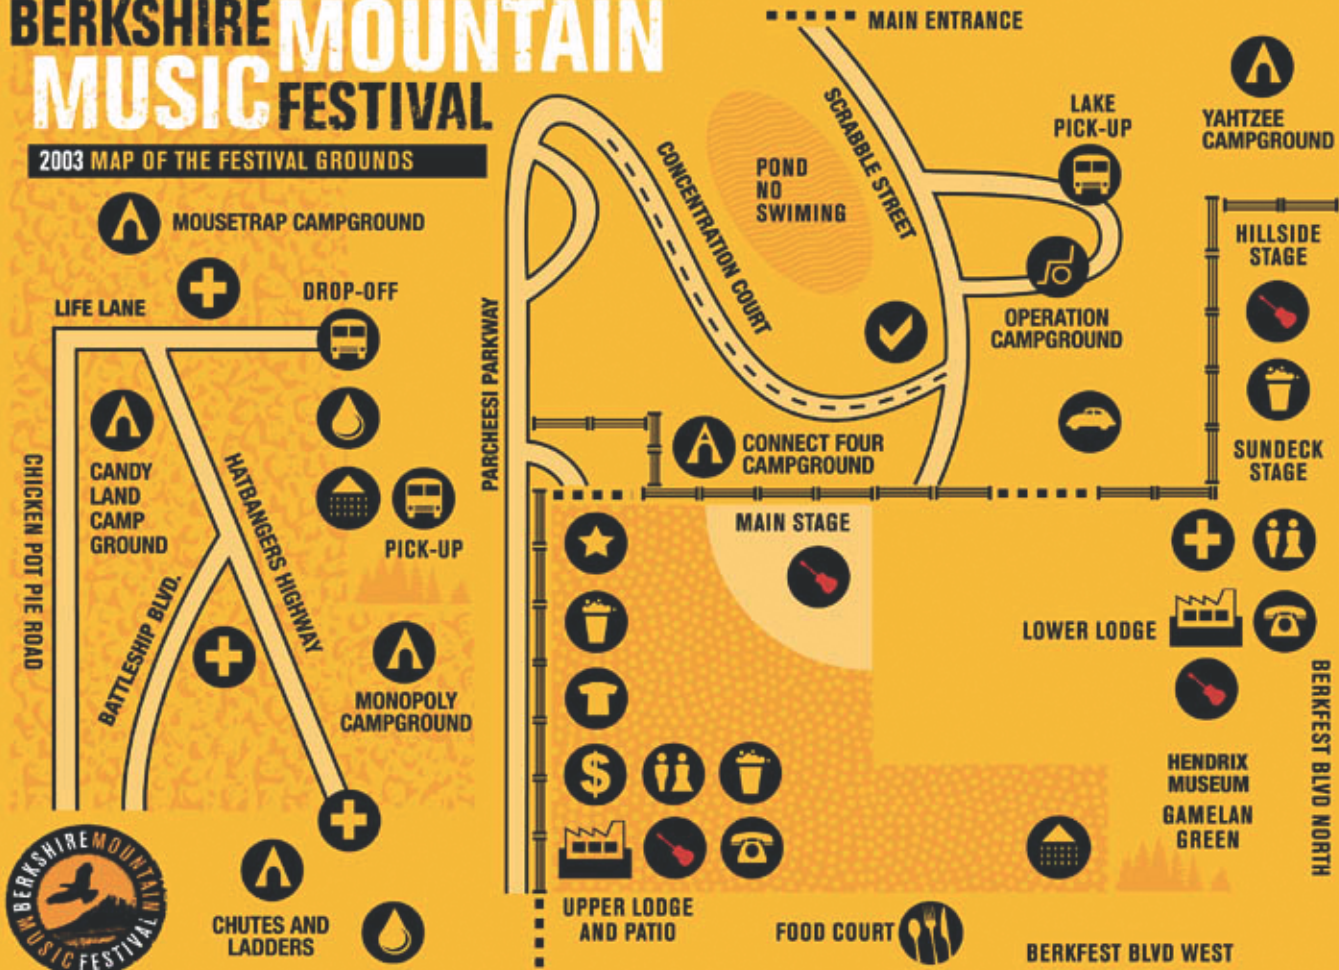 BERKSHIRE MOUNTAIN
MUSIC FESTIVAL
2003 MAP OF THE FESTIVAL GROUNDS
MAIN ENTRANCE
SCRABBLE STREET
LAKE
PICK-UP
YAHTZEE
CAMPGROUND
CONCENTRATION COURT
POND
NO
SWIMING
MOUSETRAP CAMPGROUND
HILLSIDE
STAGE
LIFE LANE
DROP-OFF
PARCHEESI PARKWAY
OPERATION
CAMPGROUND
CONNECT FOUR
CAMPGROUND
SUNDECK
STAGE
CHICKEN POT PIE ROAD
CANDY
LAND
CAMP
GROUND
HATBANGERS HIGHWAY
PICK-UP
MAIN STAGE
BATTLESHIP BLVD.
LOWER LODGE
MONOPOLY
CAMPGROUND
$
HENDRIX
MUSEUM
GAMELAN
GREEN
BERKFEST BLVD NORTH
BERKSHIRE MOUNTAIN
MUSIC FESTIVAL
CHUTES AND
LADDERS
UPPER LODGE
AND PATIO
FOOD COURT
BERKFEST BLVD WEST